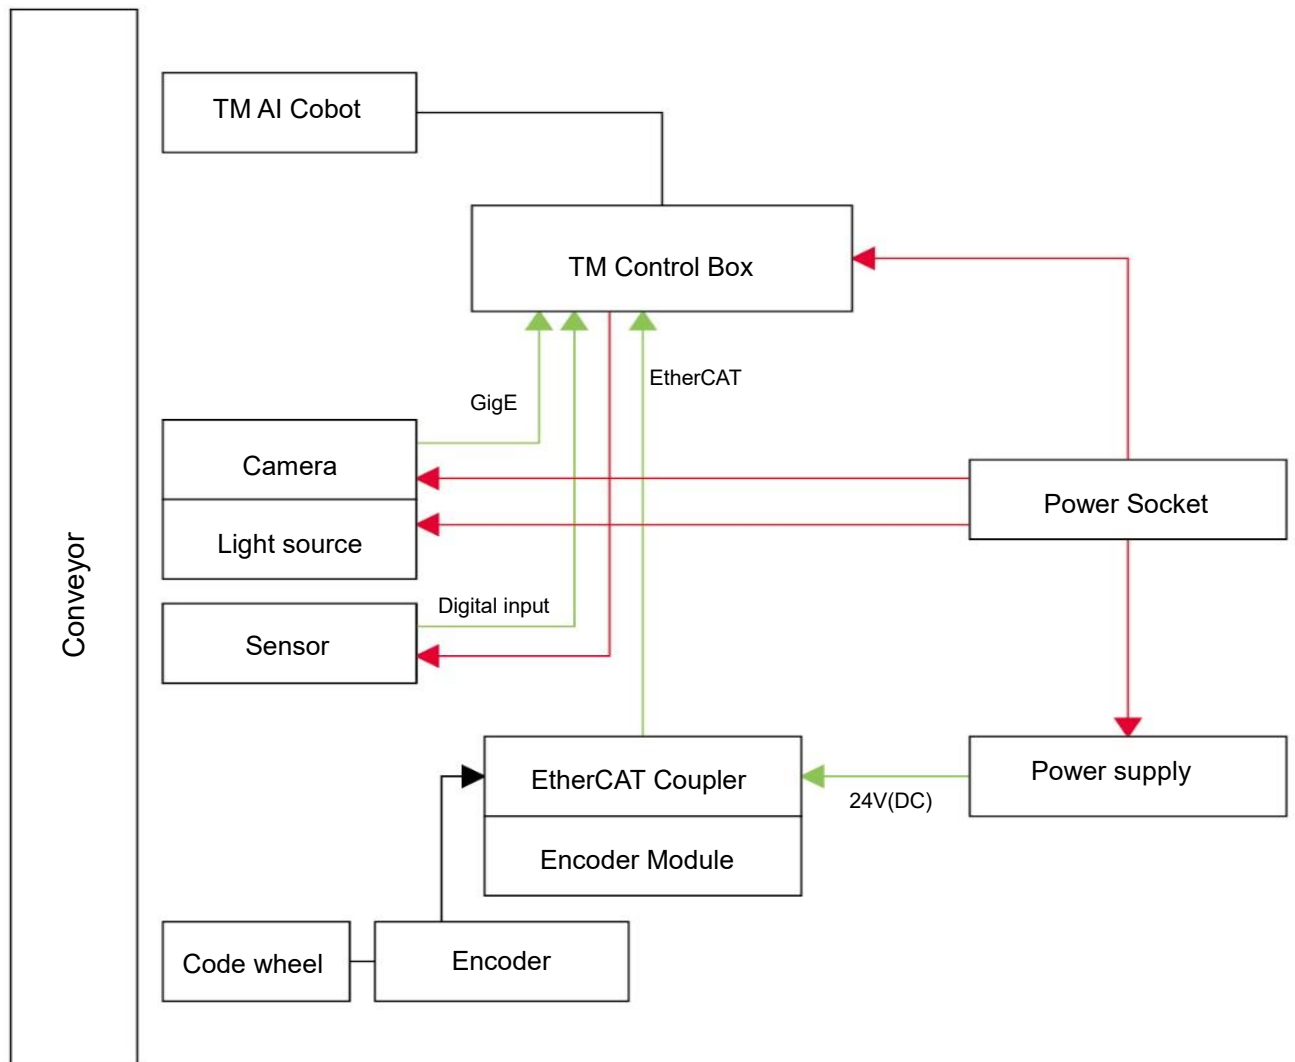 TM AI Cobot
TM Control Box
EtherCAT
GigE
Camera
Power Socket
Light source
Conveyor
Digital input
Sensor
Power supply
EtherCAT Coupler
24V(DC)
Encoder Module
Code wheel
Encoder